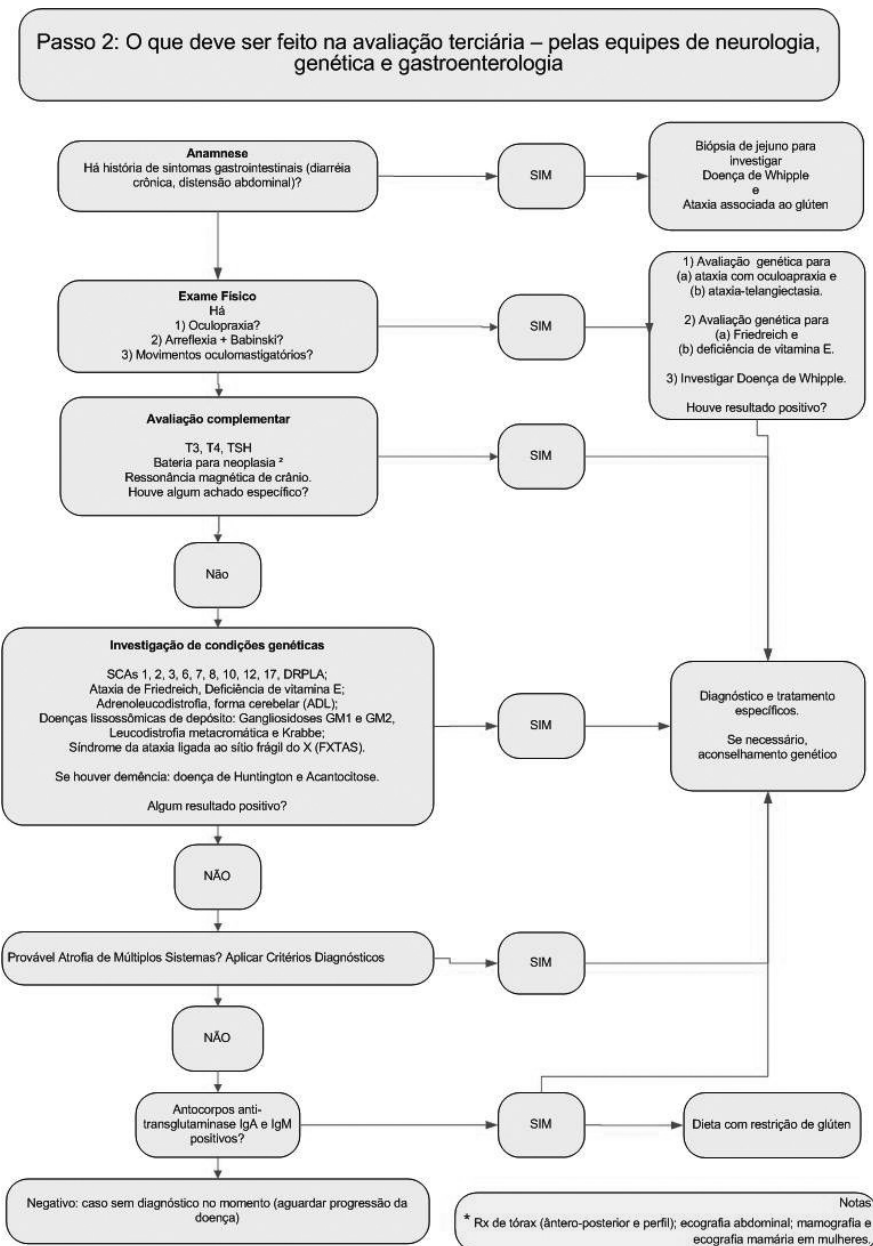 Passo 2: O que deve ser feito na avaliação terciária – pelas equipes de neurologia,
genética e gastroenterologia
Anamnese
Há história de sintomas gastrointestinais (diarréia
crônica, distensão abdominal)?
SIM
Biópsia de jejuno para
investigar
Doença de Whipple
e
Ataxia associada ao glúten
Exame Físico
Há
1) Oculopraxia?
2) Arreflexia + Babinski?
3) Movimentos oculomastigatórios?
SIM
1) Avaliação genética para
(a) ataxia com oculoapraxia e
(b) ataxia-telangiectasia.
2) Avaliação genética para
(a) Friedreich e
(b) deficiência de vitamina E.
3) Investigar Doença de Whipple.
Houve resultado positivo?
Avaliação complementar
T3, T4, TSH
Bateria para neoplasia ²
Ressonância magnética de crânio.
Houve algum achado específico?
SIM
Não
Investigação de condições genéticas
SCAs 1, 2, 3, 6, 7, 8, 10, 12, 17, DRPLA;
Ataxia de Friedreich, Deficiência de vitamina E;
Adrenoleucodistrofia, forma cerebelar (ADL);
Doenças lissossômicas de depósito: Gangliosidoses GM1 e GM2,
Leucodistrofia metacromática e Krabbe;
Síndrome da ataxia ligada ao sítio frágil do X (FXTAS).
Se houver demência: doença de Huntington e Acantocitose.
Algum resultado positivo?
SIM
Diagnóstico e tratamento
específicos.
Se necessário,
aconselhamento genético
NÃO
Provável Atrofia de Múltiplos Sistemas? Aplicar Critérios Diagnósticos
SIM
NÃO
Antocorpos anti-
transglutaminase IgA e IgM
positivos?
SIM
Dieta com restrição de glúten
Negativo: caso sem diagnóstico no momento (aguardar progressão da
doença)
Notas
* Rx de tórax (ântero-posterior e perfil); ecografia abdominal; mamografia e
ecografia mamária em mulheres.